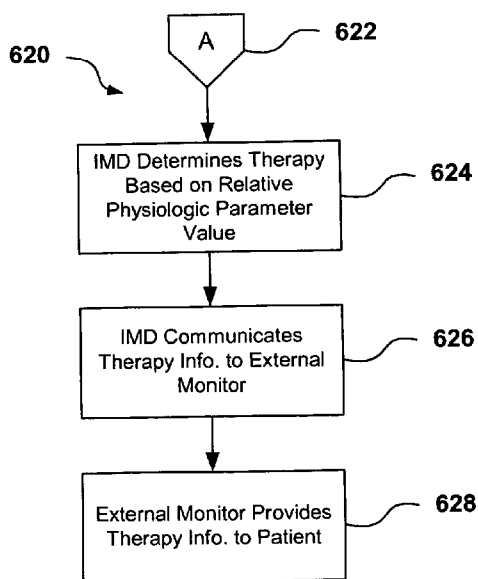 A
622
620
IMD Determines Therapy
Based on Relative
Physiologic Parameter
Value
624
IMD Communicates
Therapy Info. to External
Monitor
626
External Monitor Provides
Therapy Info. to Patient
628